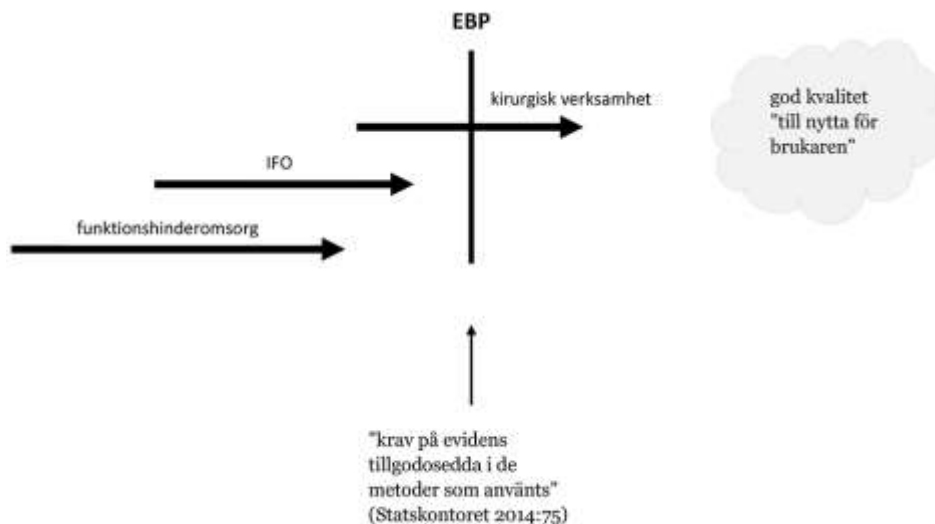 EBP
kirurgisk verksamhet
god kvalitet
"till nytta för
brukaren"
IFO
funktionshinderomsorg
"krav på evidens
tillgodosedda i de
metoder som använts"
(Statskontoret 2014:75)